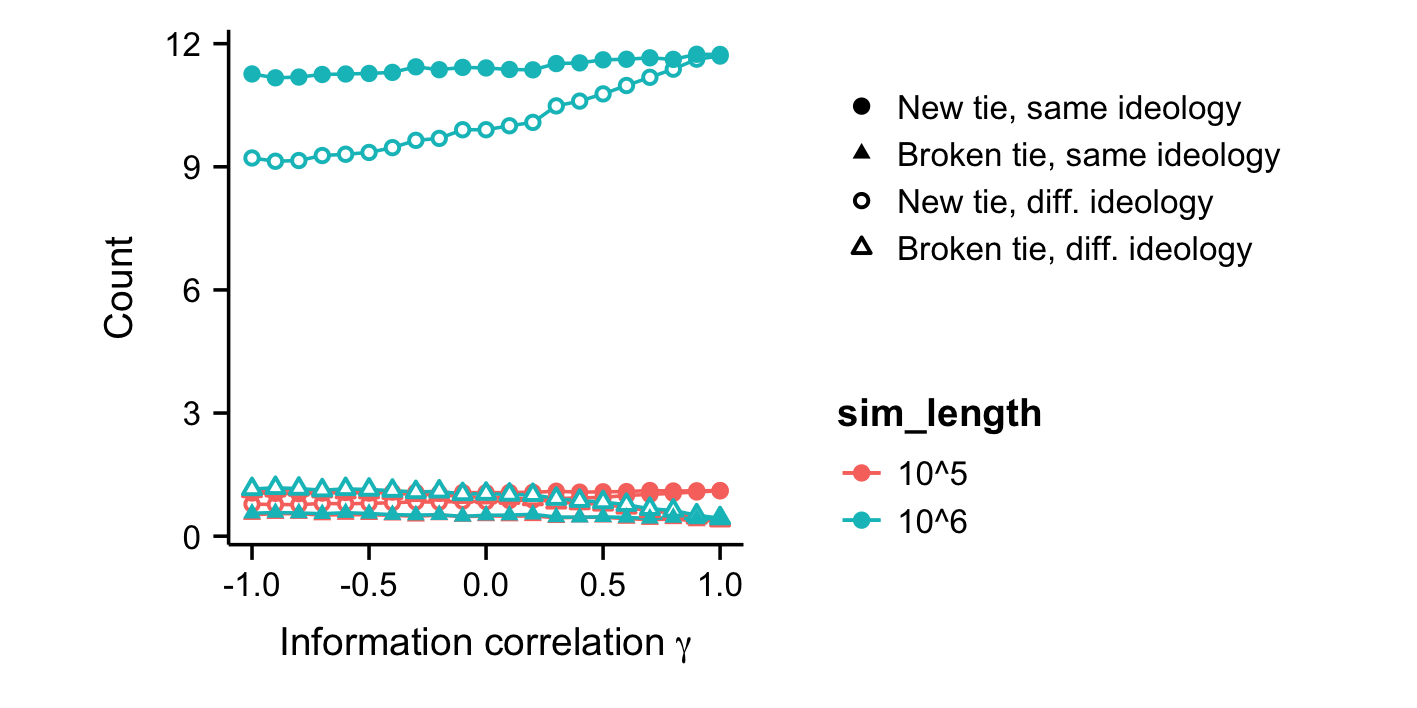 12
9
6
3
0
Count
-1.0 -0.5 0.0 0.5 1.0
Information correlation γ
New tie, same ideology
Broken tie, same ideology
New tie, diff. ideology
Broken tie, diff. ideology
sim_length
10^5
10^6